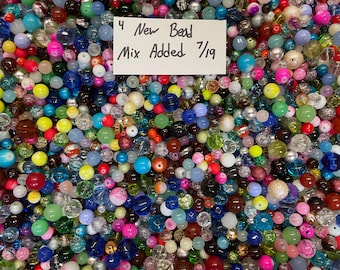 4 New Bead
Mix Added 7/19